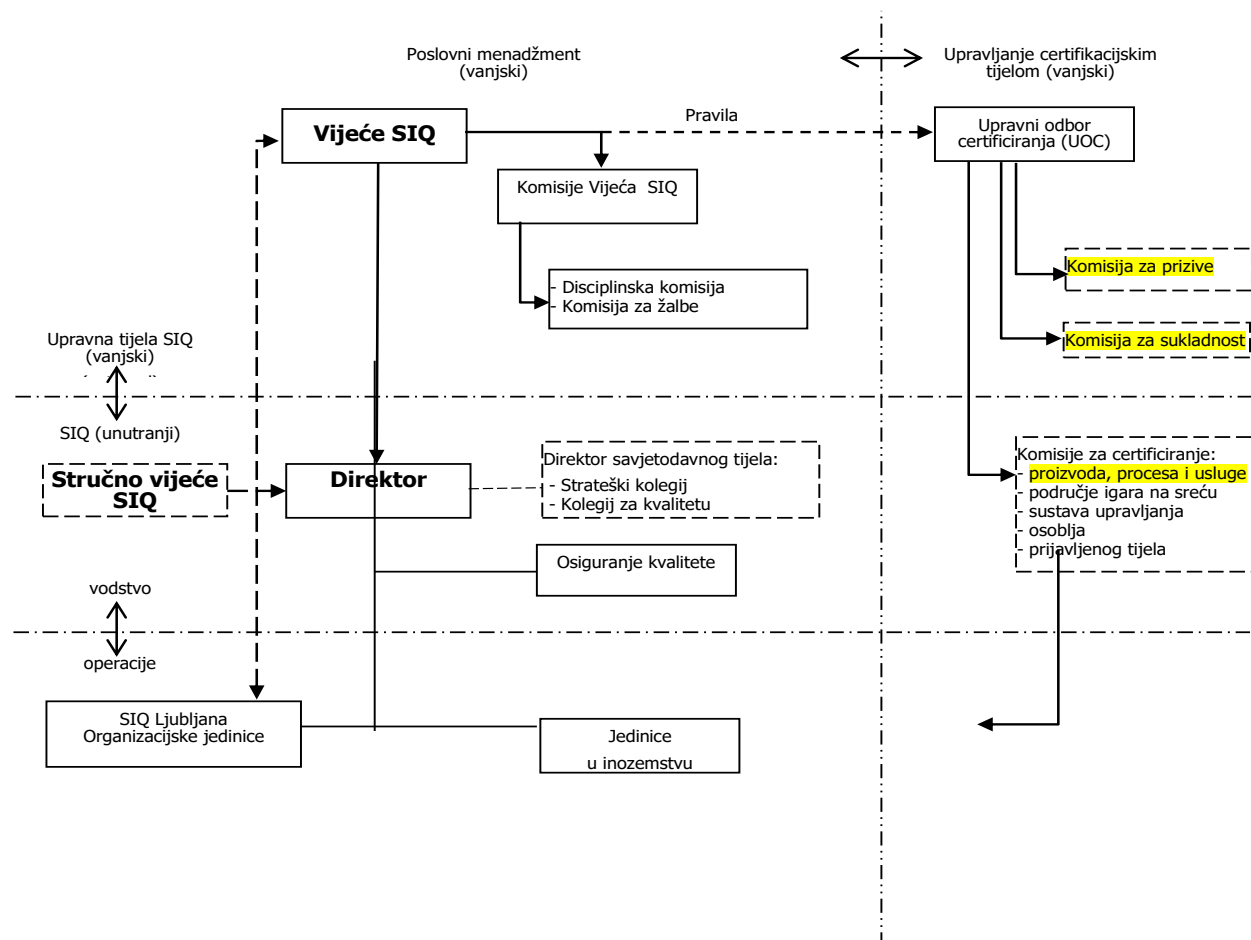 Poslovni menadžment
(vanjski)
Upravljanje certifikacijskim
tijelom (vanjski)
Vijeće SIQ
Pravila
Upravni odbor
certificiranja (UOC)
Komisije Vijeća SIQ
Komisija za prizive
- Disciplinska komisija
- Komisija za žalbe
Komisija za sukladnost
Upravna tijela SIQ
(vanjski)
SIQ (unutranji)
Stručno vijeće
SIQ
Direktor
Direktor savjetodavnog tijela:
- Strateški kolegij
- Kolegij za kvalitetu
Komisije za certificiranje:
- proizvoda, procesa i usluge
- područje igara na sreću
- sustava upravljanja
- osoblja
- prijavljenog tijela
Osiguranje kvalitete
vodstvo
operacije
SIQ Ljubljana
Organizacijske jedinice
Jedinice
u inozemstvu